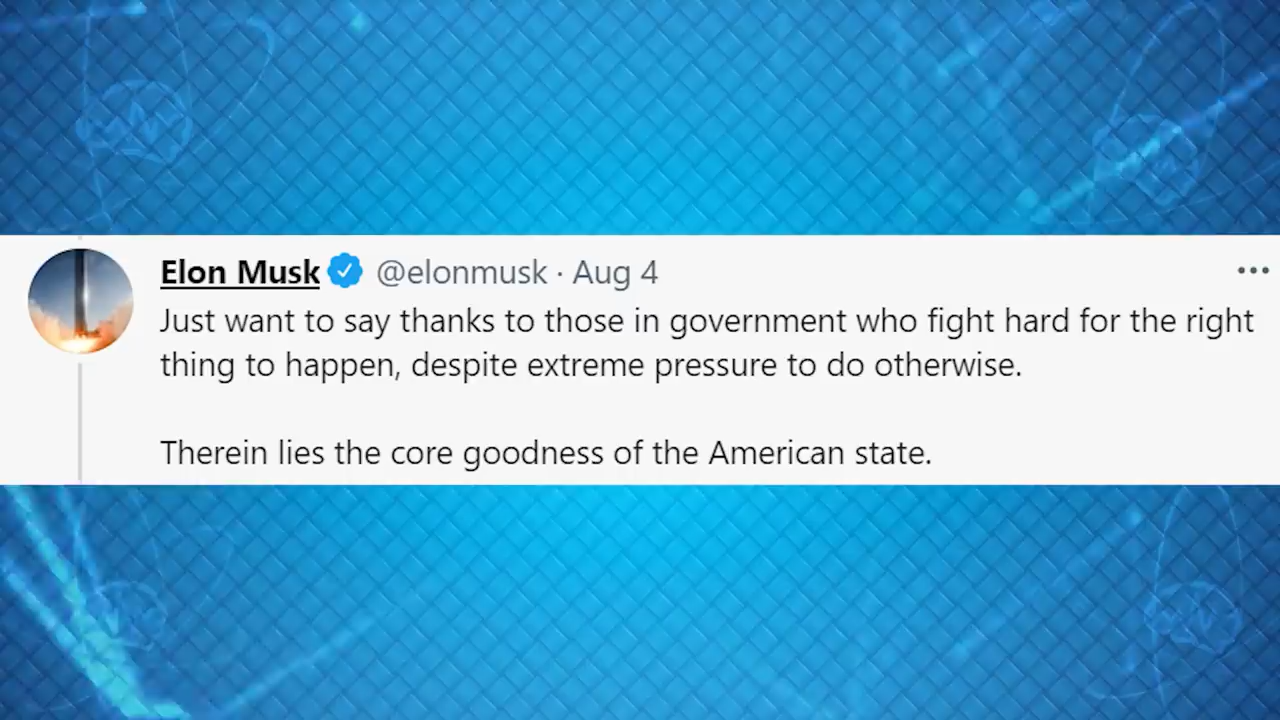 Elon Musk @elonmusk · Aug 4
Just want to say thanks to those in government who fight hard for the right
thing to happen, despite extreme pressure to do otherwise.
Therein lies the core goodness of the American state.